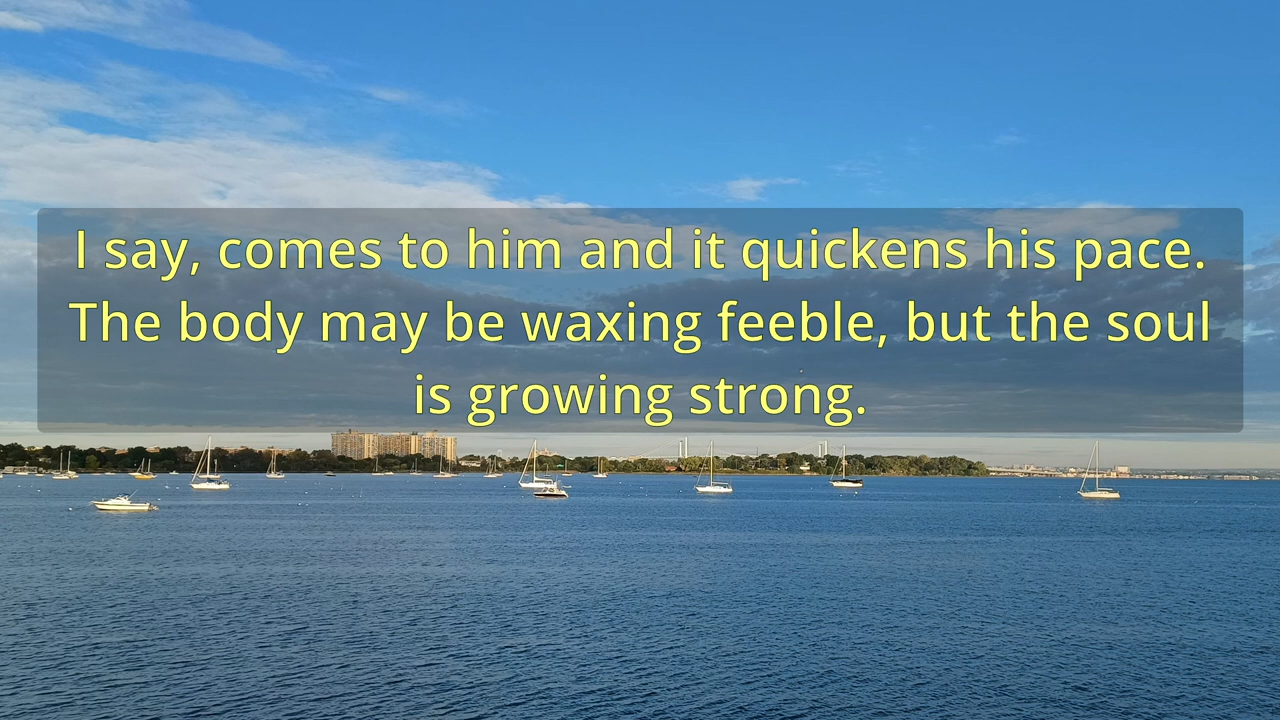 I say, comes to him and it quickens his pace.
The body may be waxing feeble, but the soul
is growing strong.